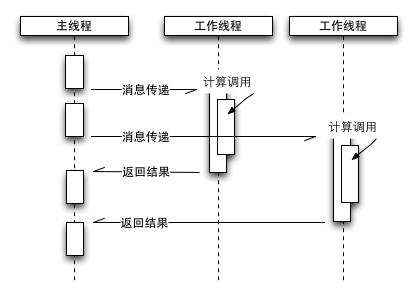 主线程
工作线程
工作线程
计算调用
消息传递
计算调用
消息传递
返回结果
返回结果